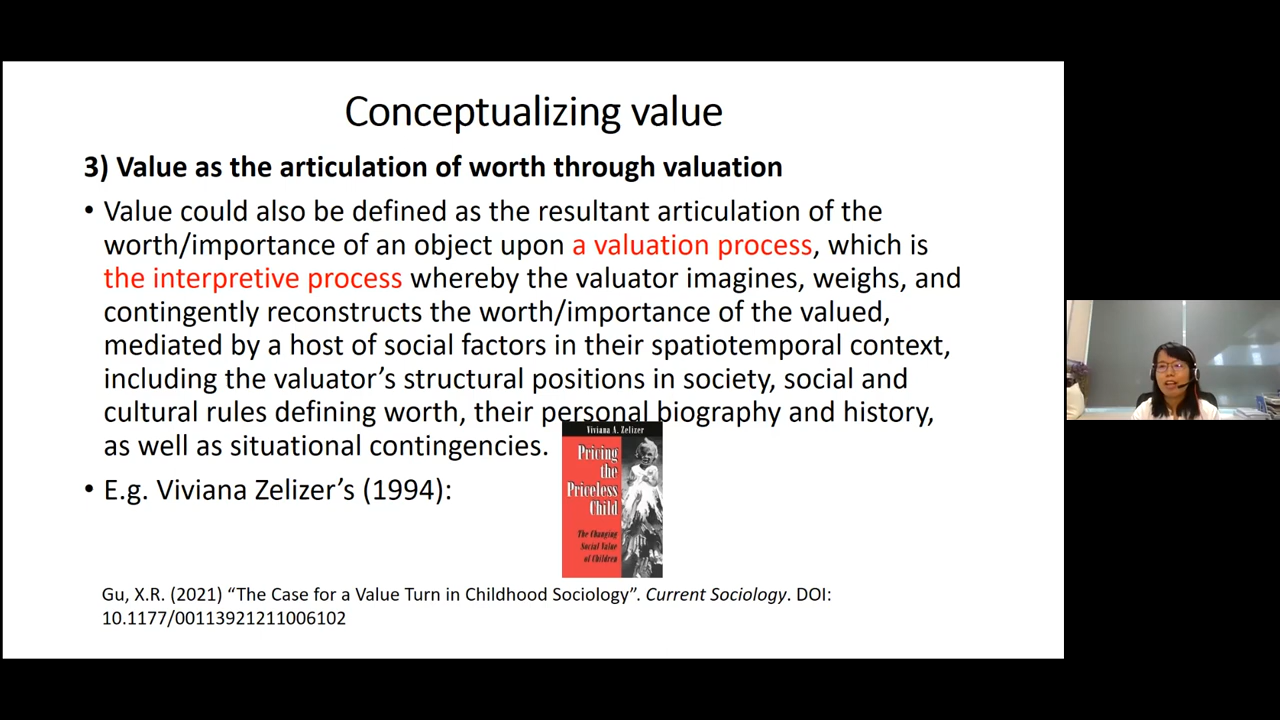 Conceptualizing value
3) Value as the articulation of worth through valuation
• Value could also be defined as the resultant articulation of the
worth/importance of an object upon a valuation process, which is
the interpretive process whereby the valuator imagines, weighs, and
contingently reconstructs the worth/importance of the valued,
mediated by a host of social factors in their spatiotemporal context,
including the valuator’s structural positions in society, social and
cultural rules defining worth, their personal biography and history,
as well as situational contingencies.
• E.g. Viviana Zelizer’s (1994):
Viviana A. Zelizer
Pricing
the
Priceless
Child
The Changing
Social Value
of Children
Gu, X.R. (2021) “The Case for a Value Turn in Childhood Sociology”. Current Sociology. DOI:
10.1177/00113921211006102